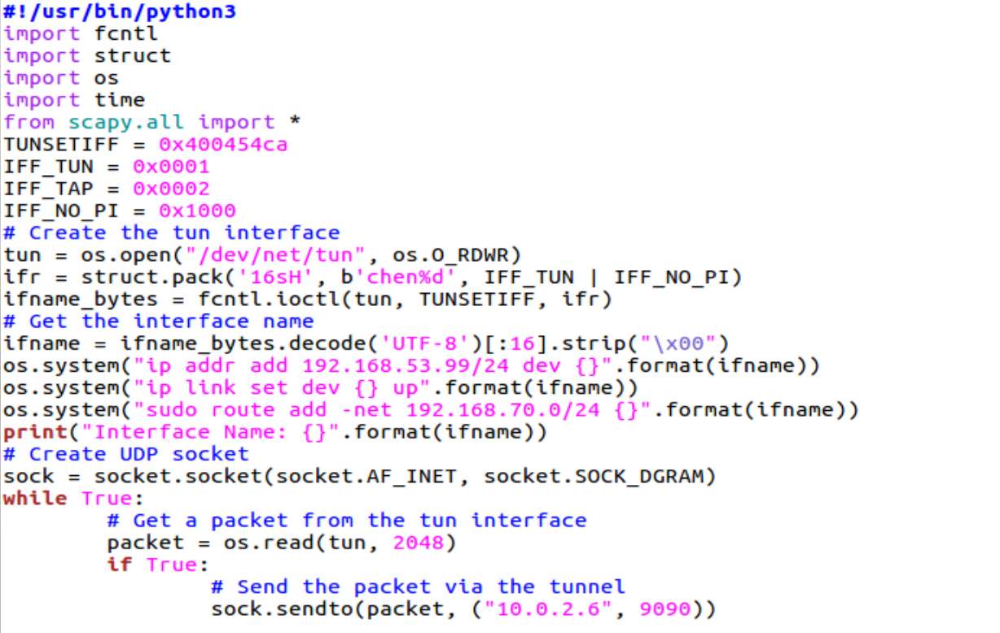 #!/usr/bin/python3
import fcntl
import struct
import os
import time
from scapy.all import *
TUNSETIFF = 0x400454ca
IFF_TUN = 0x0001
IFF_TAP = 0x0002
IFF_NO_PI = 0x1000
# Create the tun interface
tun = os.open("/dev/net/tun", os.O_RDWR)
ifr = struct.pack('16sH', b'chen%d', IFF_TUN | IFF_NO_PI)
ifname_bytes = fcntl.ioctl(tun, TUNSETIFF, ifr)
# Get the interface name
ifname = ifname_bytes.decode('UTF-8')[:16].strip("\x00")
os.system("ip addr add 192.168.53.99/24 dev {}".format(ifname))
os.system("ip link set dev {} up".format(ifname))
os.system("sudo route add -net 192.168.70.0/24 {}".format(ifname))
print("Interface Name: {}".format(ifname))
# Create UDP socket
sock = socket.socket(socket.AF_INET, socket.SOCK_DGRAM)
while True:
        # Get a packet from the tun interface
        packet = os.read(tun, 2048)
        if True:
                # Send the packet via the tunnel
                sock.sendto(packet, ("10.0.2.6", 9090))